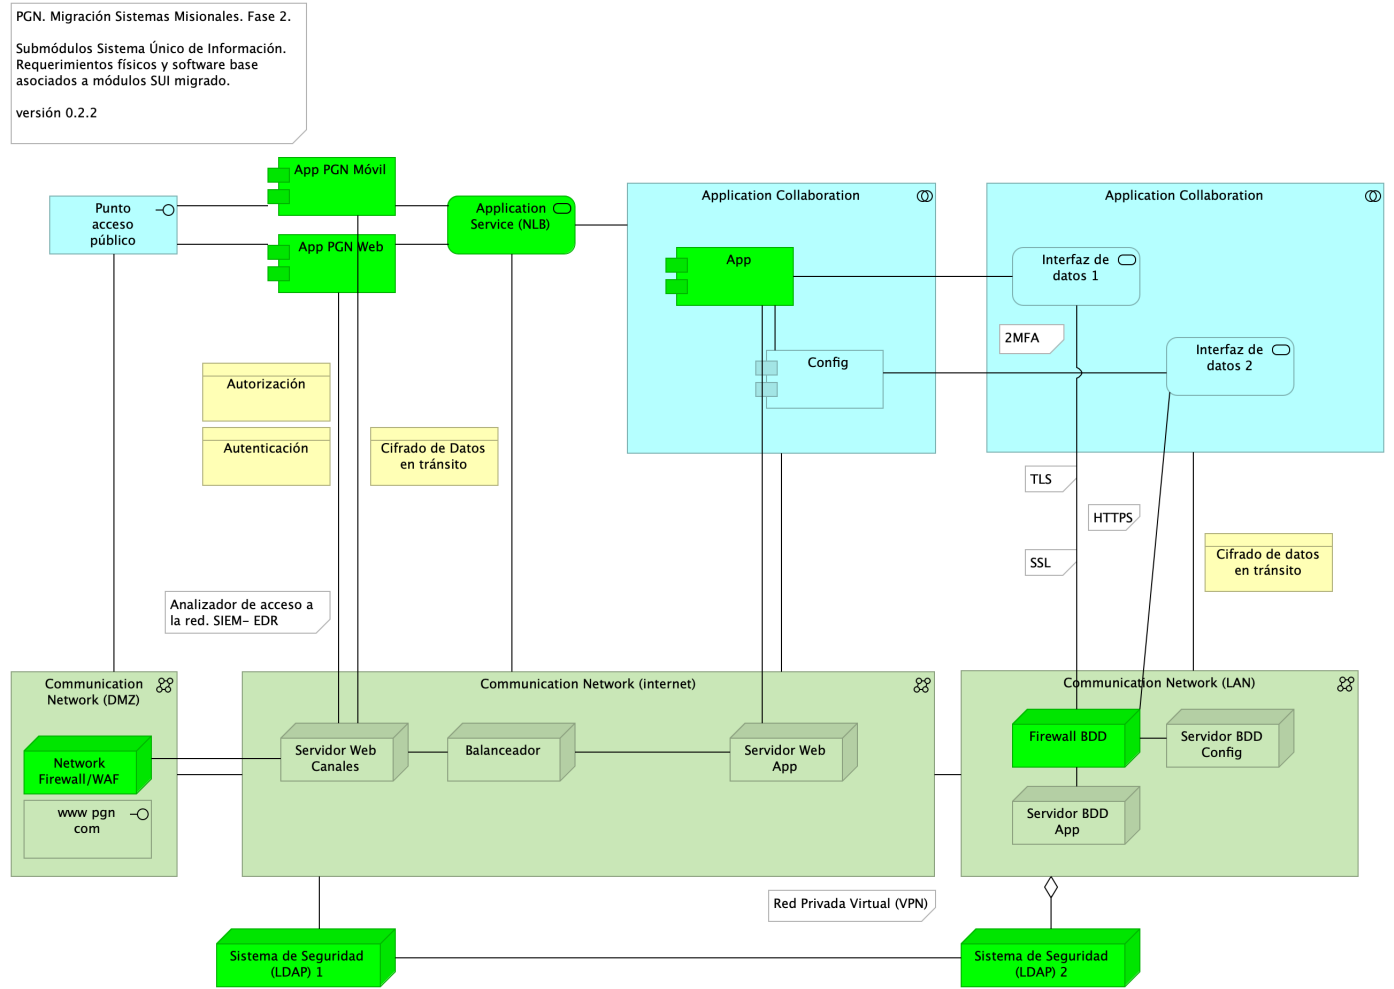 PGN. Migración Sistemas Misionales. Fase 2.
Submódulos Sistema Único de Información.
Requerimientos físicos y software base
asociados a módulos SUI migrado.
versión 0.2.2
Punto
acceso
público
App PGN Móvil
App PGN Web
Application
Service (NLB)
Application Collaboration
App
Config
Application Collaboration
Interfaz de
datos 1
2MFA
Interfaz de
datos 2
Autorización
Autenticación
Cifrado de Datos
en tránsito
TLS
HTTPS
SSL
Cifrado de datos
en tránsito
Analizador de acceso a
la red. SIEM- EDR
Communication
Network (DMZ)
Network
Firewall/WAF
www pgn
com
Communication Network (internet)
Servidor Web
Canales
Balanceador
Servidor Web
App
Communication Network (LAN)
Firewall BDD
Servidor BDD
Config
Servidor BDD
App
Red Privada Virtual (VPN)
Sistema de Seguridad
(LDAP) 1
Sistema de Seguridad
(LDAP) 2